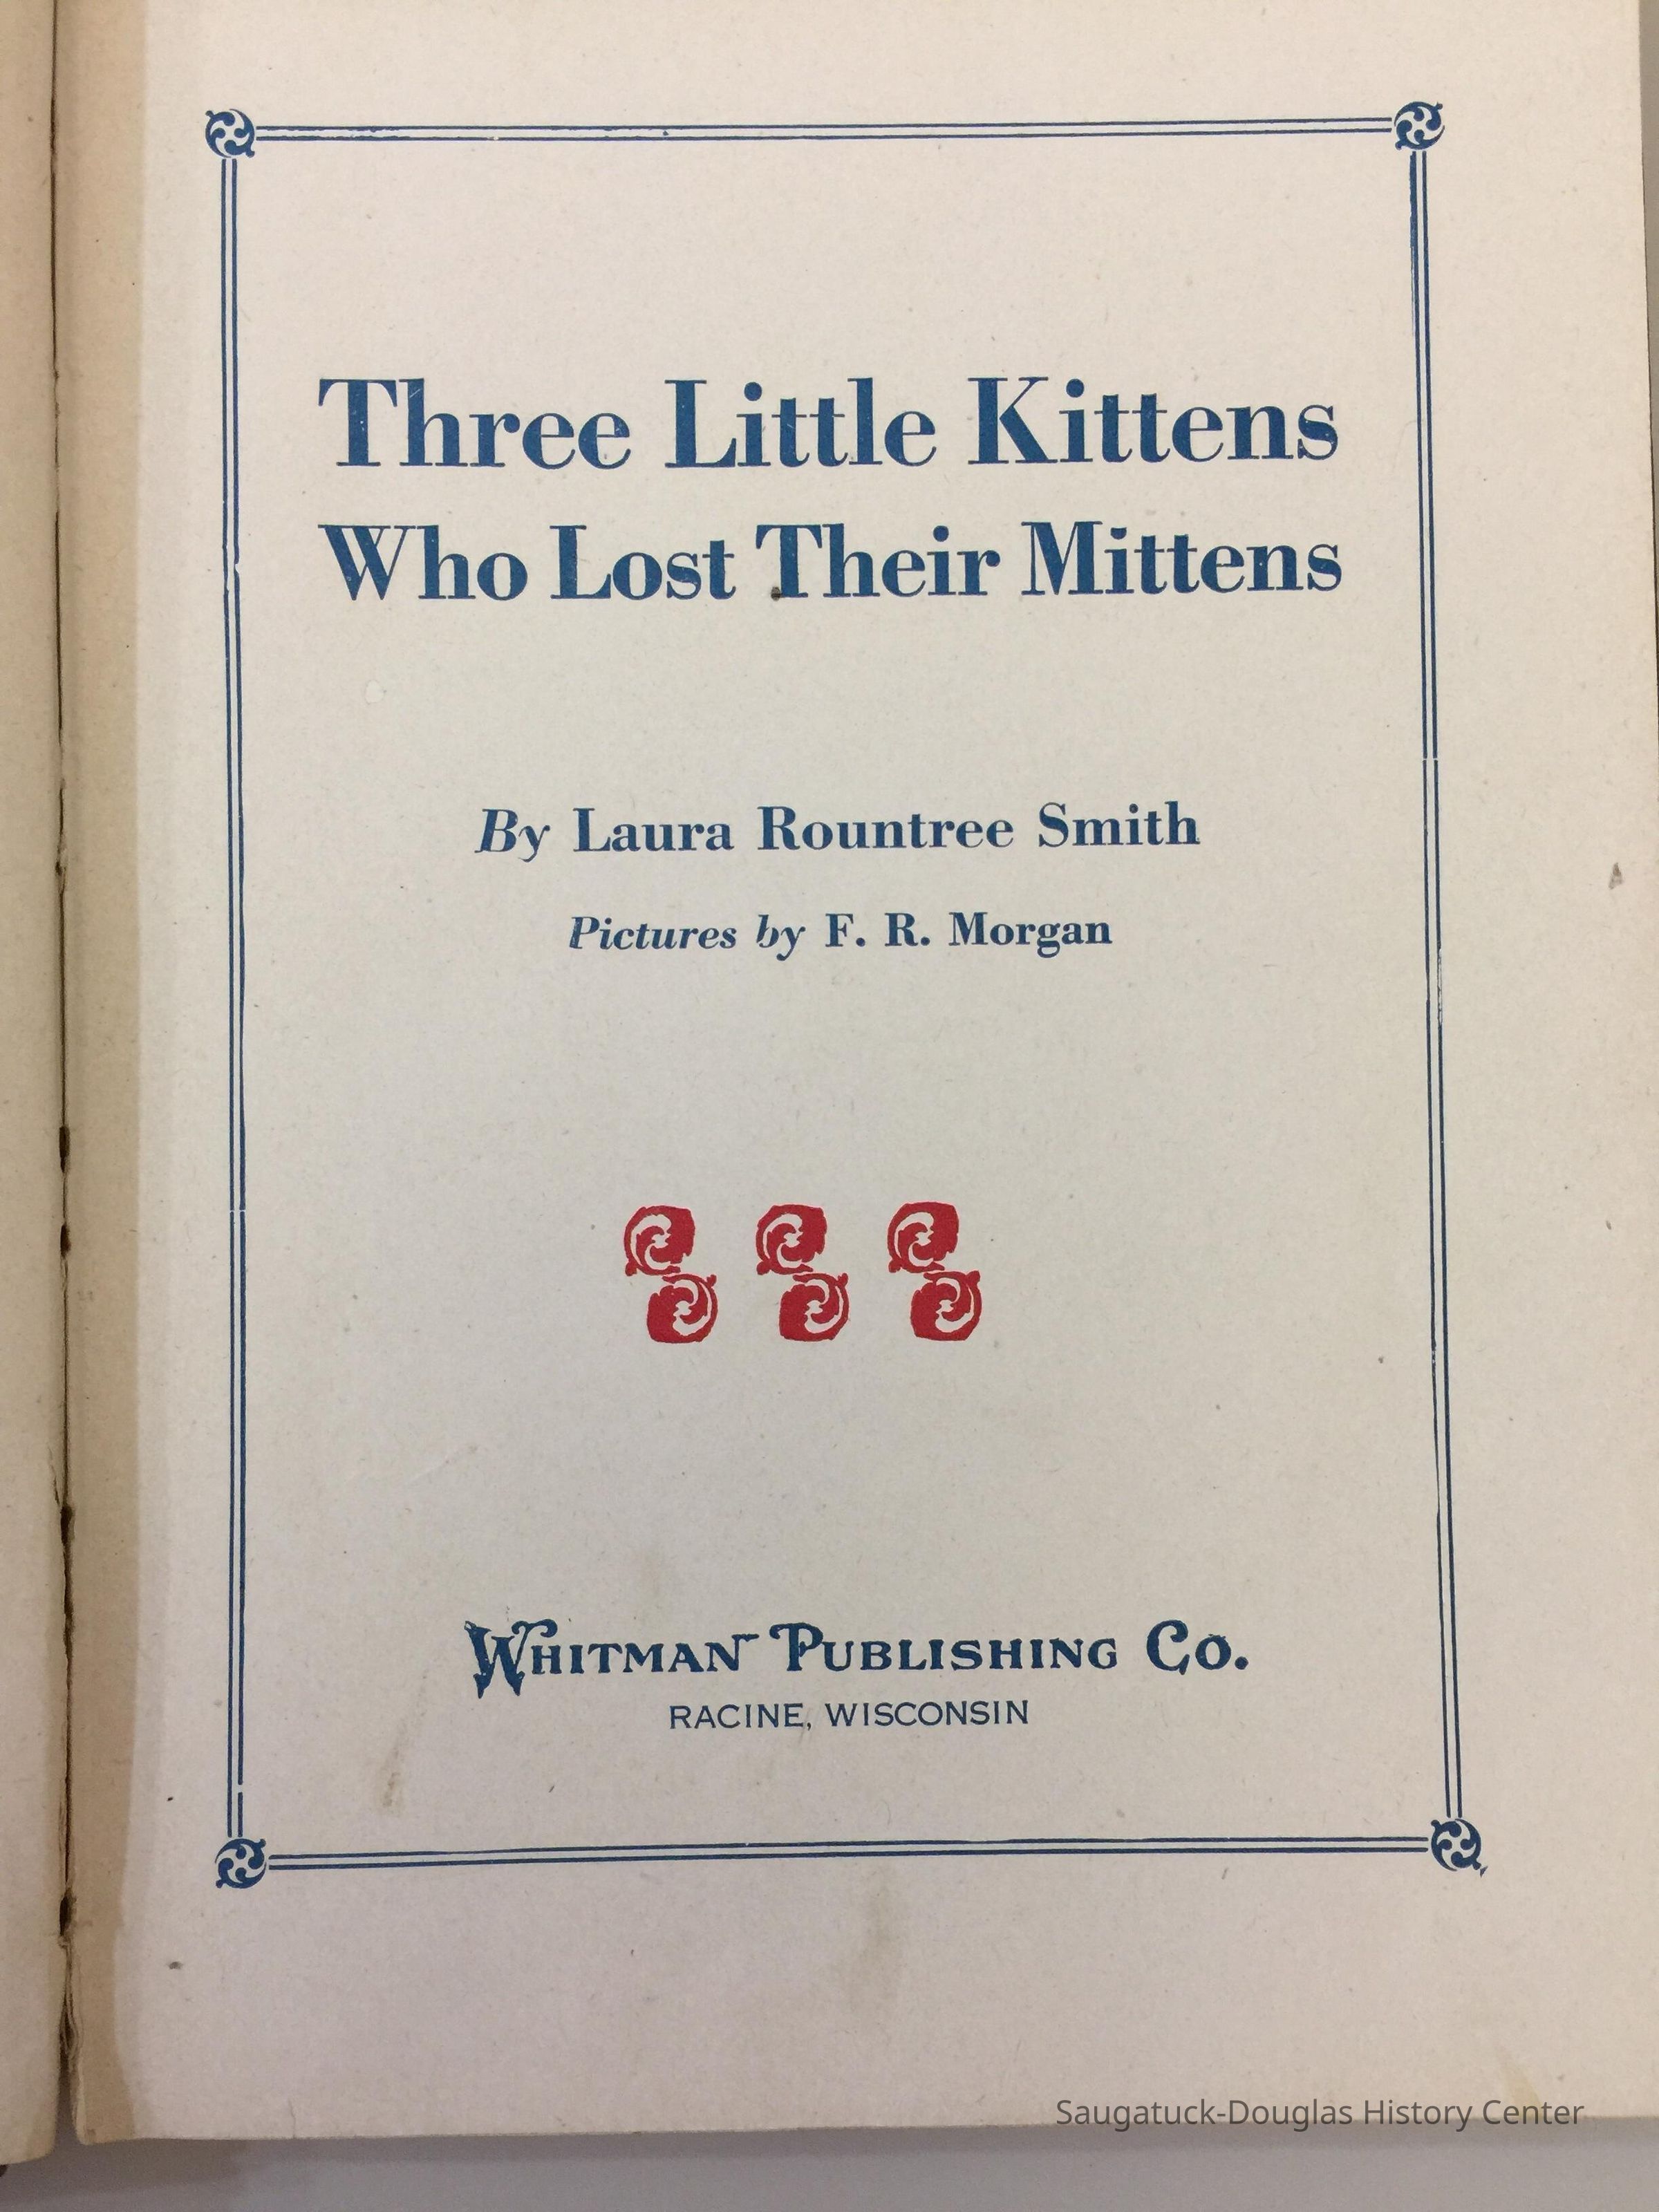 Three Little Kittens
Who Lost Their Mittens
By Laura Rountree Smith
Pictures by F. R. Morgan
WHITMAN PUBLISHING CO.
RACINE, WISCONSIN
Saugatuck-Douglas History Center